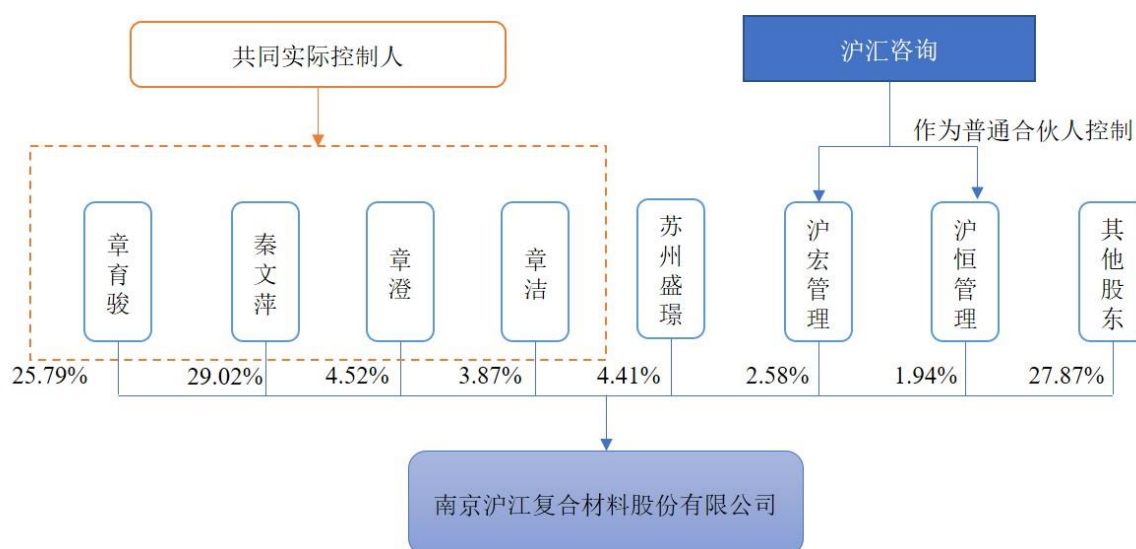 共同实际控制人
沪汇咨询
作为普通合伙人控制
章育骏
秦文萍
章澄
章洁
苏州盛璟
沪宏管理
沪恒管理
其他股东
25.79%
29.02%
4.52%
3.87%
4.41%
2.58%
1.94%
27.87%
南京沪江复合材料股份有限公司